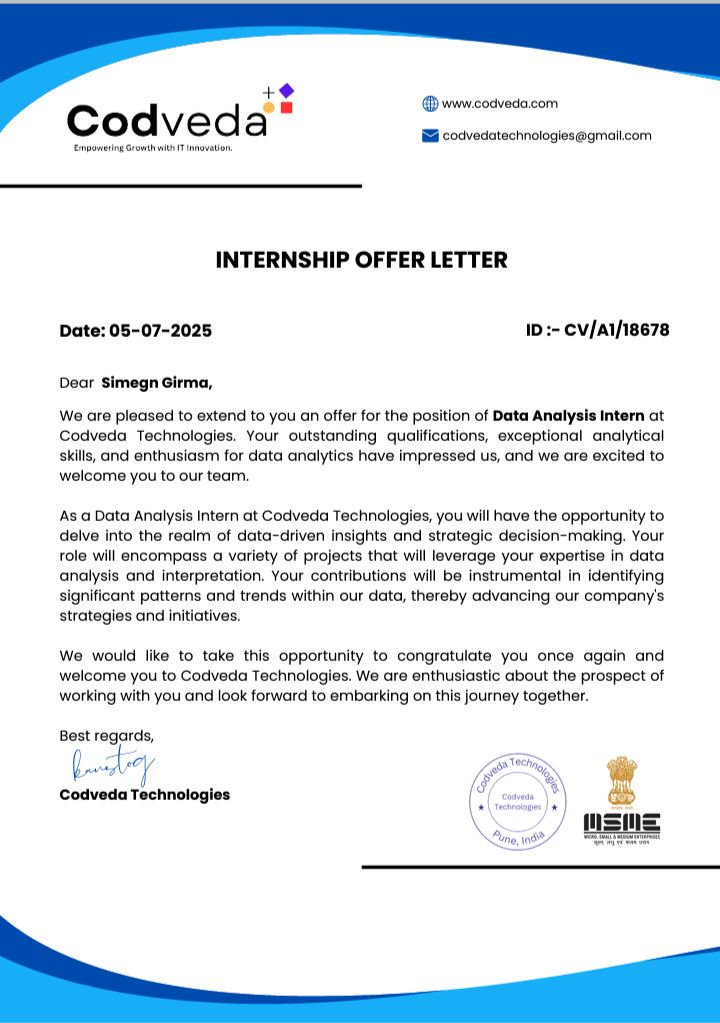 Codveda
Empowering Growth with IT Innovation.
www.codveda.com
codvedatechnologies@gmail.com
INTERNSHIP OFFER LETTER
Date: 05-07-2025
ID :- CV/A1/18678
Dear Simegn Girma,
We are pleased to extend to you an offer for the position of Data Analysis Intern at
Codveda Technologies. Your outstanding qualifications, exceptional analytical
skills, and enthusiasm for data analytics have impressed us, and we are excited to
welcome you to our team.
As a Data Analysis Intern at Codveda Technologies, you will have the opportunity to
delve into the realm of data-driven insights and strategic decision-making. Your
role will encompass a variety of projects that will leverage your expertise in data
analysis and interpretation. Your contributions will be instrumental in identifying
significant patterns and trends within our data, thereby advancing our company's
strategies and initiatives.
We would like to take this opportunity to congratulate you once again and
welcome you to Codveda Technologies. We are enthusiastic about the prospect of
working with you and look forward to embarking on this journey together.
Best regards,
Codveda Technologies
Codveda Technologies
Codveda
Technologies
Pune, India
MSME
MICRO, SMALL & MEDIUM ENTERPRISES
सूक्ष्म, लघु एवं मध्यम उद्यम